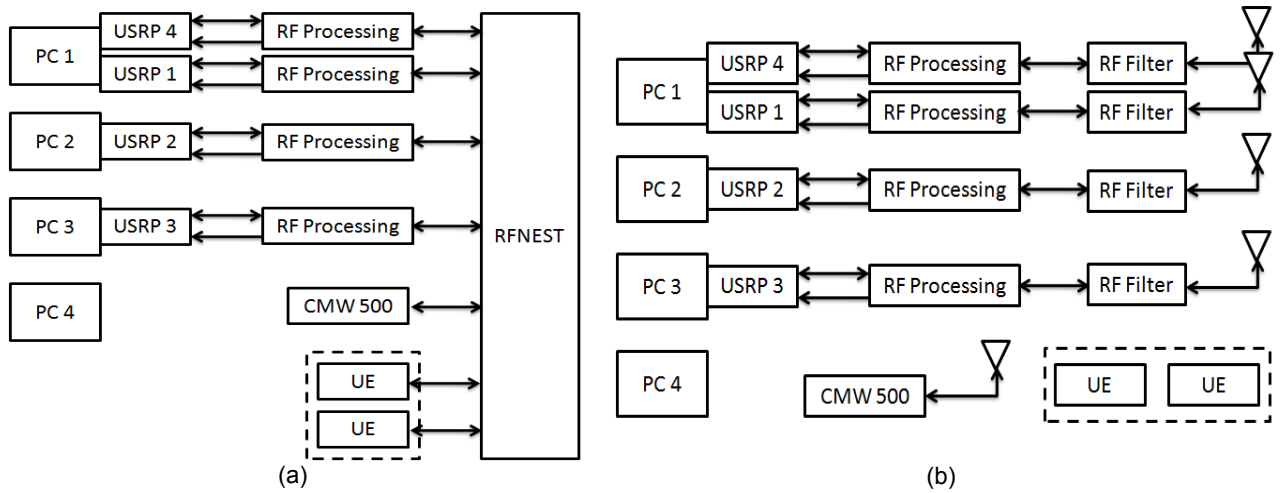 USRP 4
RF Processing
PC 1
USRP 1
RF Processing
PC 2
USRP 2
RF Processing
PC 3
USRP 3
RF Processing
RFNEST
PC 4
CMW 500
UE
UE
(a)
USRP 4
RF Processing
RF Filter
PC 1
USRP 1
RF Processing
RF Filter
PC 2
USRP 2
RF Processing
RF Filter
PC 3
USRP 3
RF Processing
RF Filter
PC 4
CMW 500
UE
UE
(b)